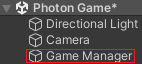 Photon Game*
Directional Light
Camera
Game Manager